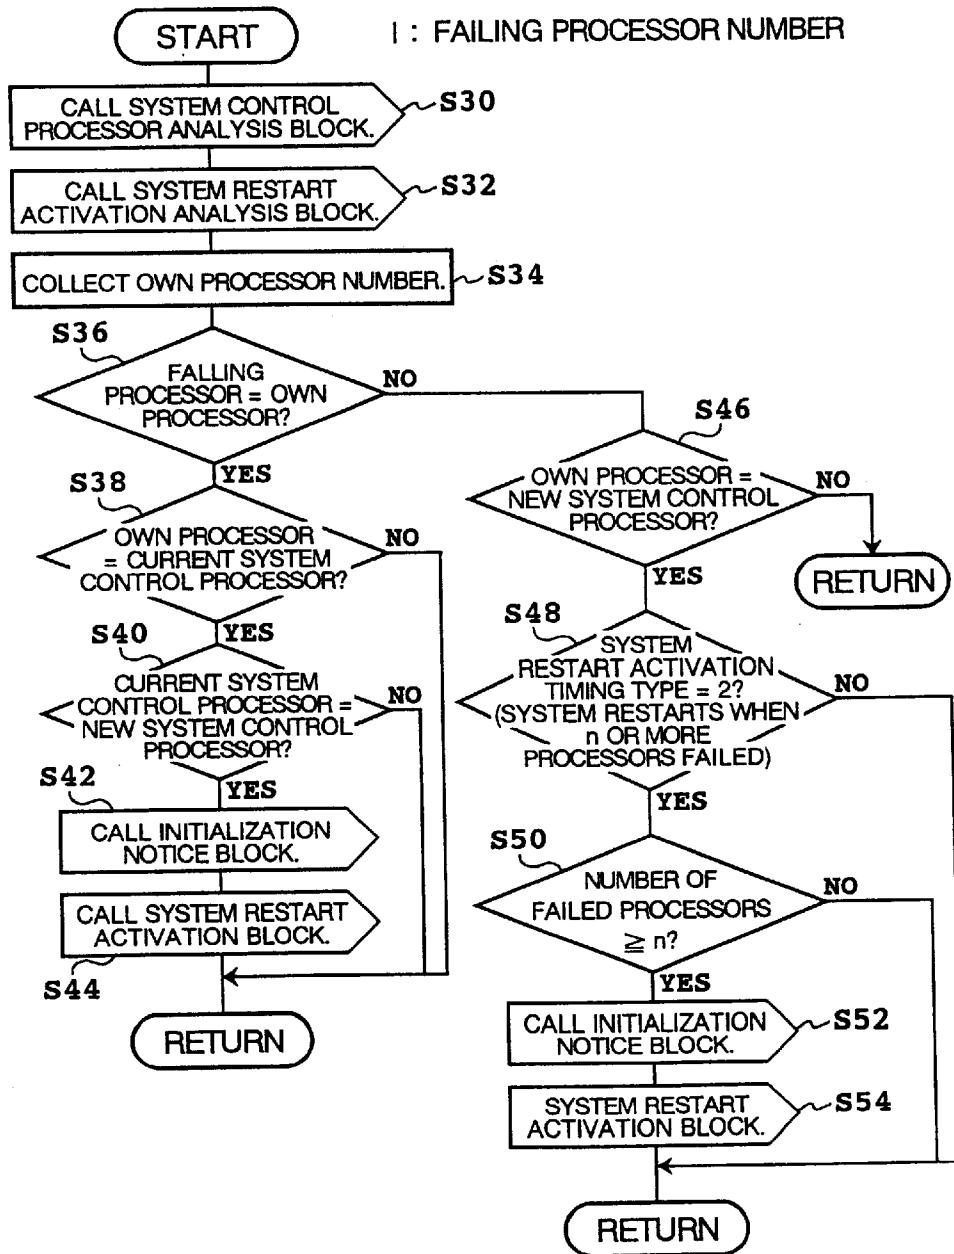 START
I : FAILING PROCESSOR NUMBER
CALL SYSTEM CONTROL
PROCESSOR ANALYSIS BLOCK.
S30
CALL SYSTEM RESTART
ACTIVATION ANALYSIS BLOCK.
S32
COLLECT OWN PROCESSOR NUMBER.
S34
S36
FALLING
PROCESSOR = OWN
PROCESSOR?
NO
YES
S38
OWN PROCESSOR
= CURRENT SYSTEM
CONTROL PROCESSOR?
NO
YES
S40
CURRENT SYSTEM
CONTROL PROCESSOR =
NEW SYSTEM CONTROL
PROCESSOR?
NO
YES
S42
CALL INITIALIZATION
NOTICE BLOCK.
CALL SYSTEM RESTART
ACTIVATION BLOCK.
S44
RETURN
S46
OWN PROCESSOR =
NEW SYSTEM CONTROL
PROCESSOR?
NO
RETURN
YES
S48
SYSTEM
RESTART ACTIVATION
TIMING TYPE = 2?
(SYSTEM RESTARTS WHEN
n OR MORE
PROCESSORS FAILED)
NO
YES
S50
NUMBER OF
FAILED PROCESSORS
≧ n?
NO
YES
CALL INITIALIZATION
NOTICE BLOCK.
S52
SYSTEM RESTART
ACTIVATION BLOCK.
S54
RETURN